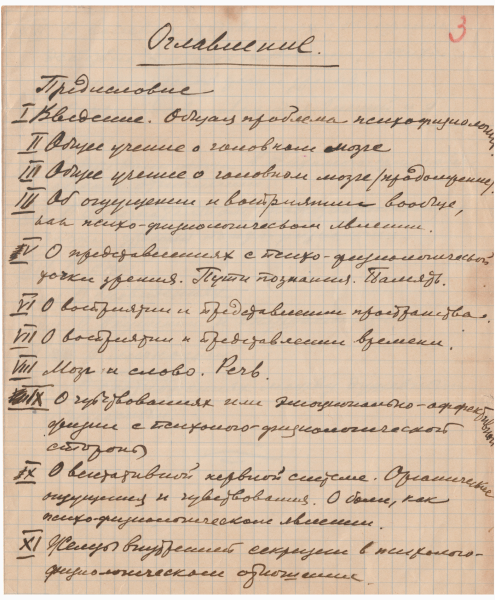 3
Оглавление.
Предисловие
I Введение. Общая проблема психофизиологии
II Общее учение о головном мозге
III Общее учение о головном мозге (продолжение)
IV Об ощущении и восприятии вообще,
как психо-физиологическом явлении.
V О представлениях с психо-физиологической
точки зрения. Пути познания. Память.
VI О восприятии и представлении пространства.
VII О восприятии и представлении времени.
VIII Мозг и слово. Речь.
IX О чувствованиях или эмоционально-аффективной
физии с психолого-физиологической
стороны
X О вегетативной нервной системе. Органические
ощущения и чувствования. О боли, как
психо-физиологическом явлении.
XI Железы внутренней секреции в психолого-
физиологическом отношении.